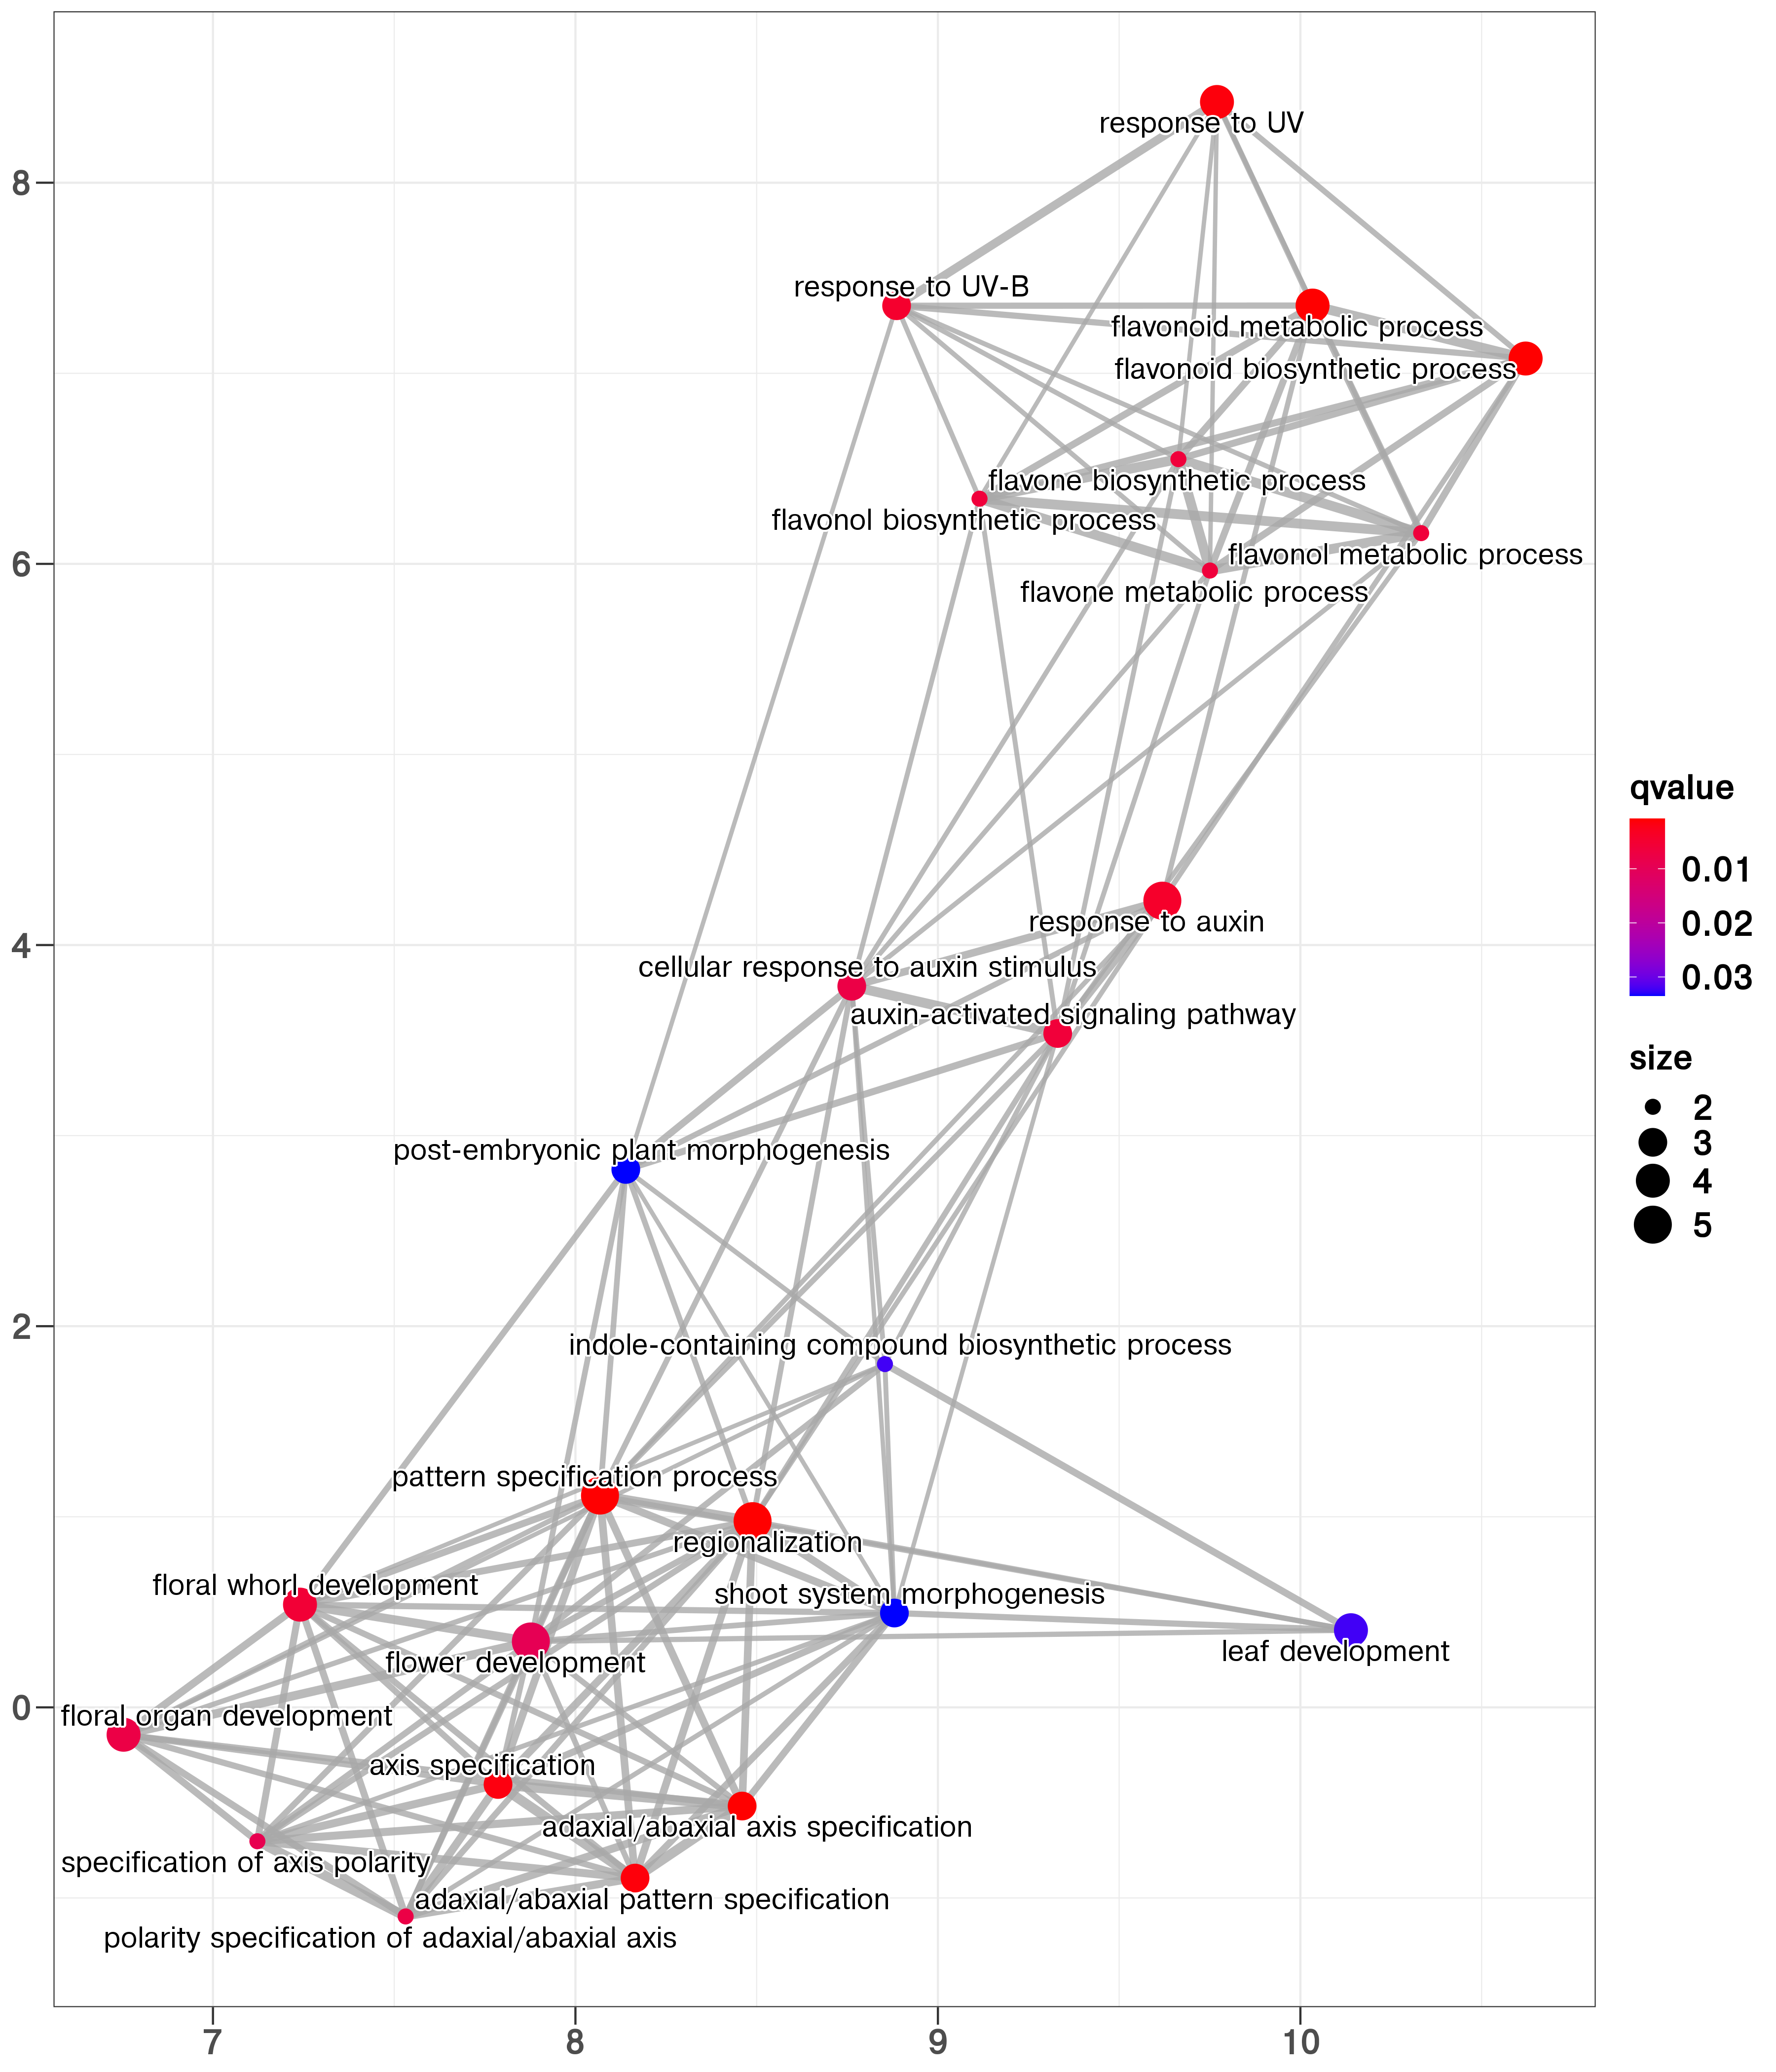 response to UV
8
response to UV-B
flavonoid metabolic process
flavonoid biosynthetic process
flavone biosynthetic process
flavonol biosynthetic process
flavonol metabolic process
6
flavone metabolic process
qvalue
0.01
0.02
0.03
response to auxin
4
cellular response to auxin stimulus
auxin-activated signaling pathway
size
2
3
4
5
post-embryonic plant morphogenesis
2
indole-containing compound biosynthetic process
pattern specification process
regionalization
floral whorl development
shoot system morphogenesis
leaf development
flower development
0
floral organ development
axis specification
adaxial/abaxial axis specification
specification of axis polarity
adaxial/abaxial pattern specification
polarity specification of adaxial/abaxial axis
7
8
9
10